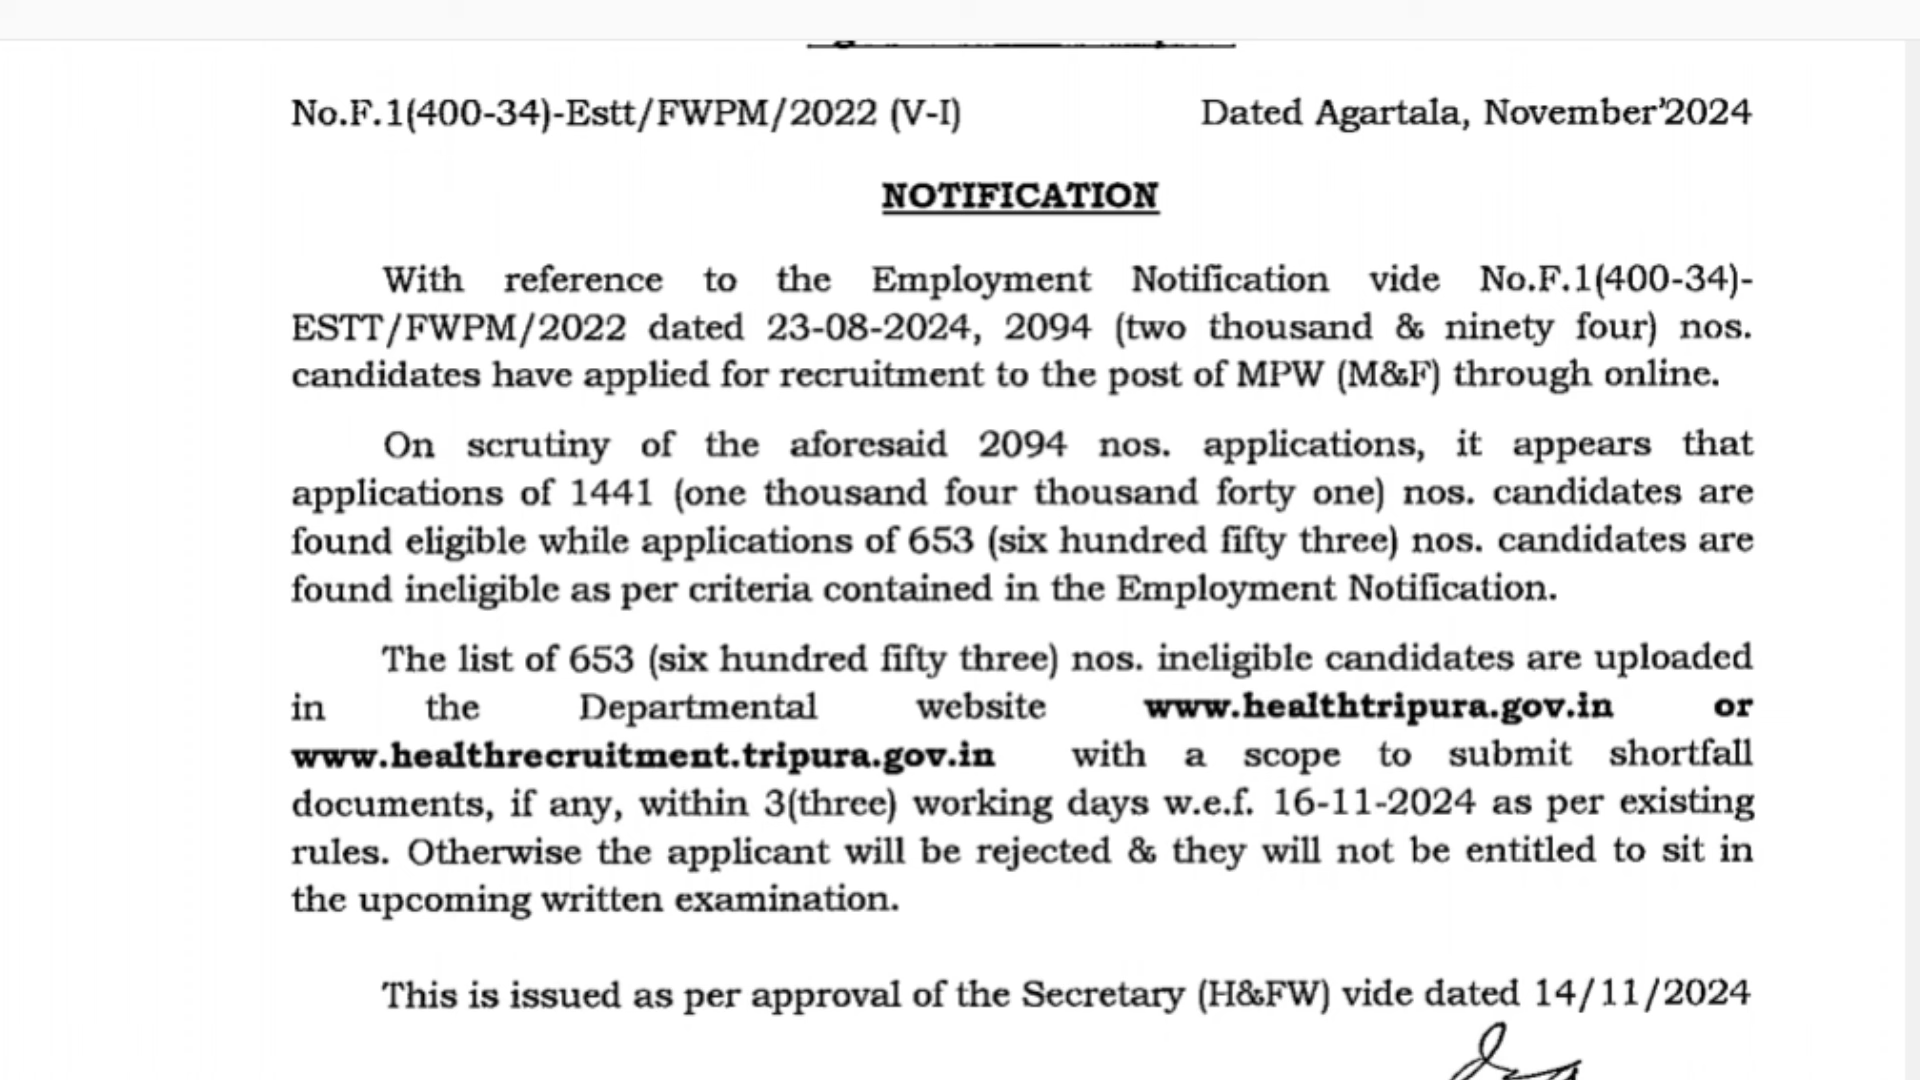 No.F.1(400-34)-Estt/FWPM/2022 (V-I) Dated Agartala, November'2024
NOTIFICATION
With reference to the Employment Notification vide No.F.1(400-34)-
ESTT/FWPM/2022 dated 23-08-2024, 2094 (two thousand & ninety four) nos.
candidates have applied for recruitment to the post of MPW (M&F) through online.
On scrutiny of the aforesaid 2094 nos. applications, it appears that
applications of 1441 (one thousand four thousand forty one) nos. candidates are
found eligible while applications of 653 (six hundred fifty three) nos. candidates are
found ineligible as per criteria contained in the Employment Notification.
The list of 653 (six hundred fifty three) nos. ineligible candidates are uploaded
in the Departmental website www.healthtripura.gov.in or
www.healthrecruitment.tripura.gov.in with a scope to submit shortfall
documents, if any, within 3(three) working days w.e.f. 16-11-2024 as per existing
rules. Otherwise the applicant will be rejected & they will not be entitled to sit in
the upcoming written examination.
This is issued as per approval of the Secretary (H&FW) vide dated 14/11/2024